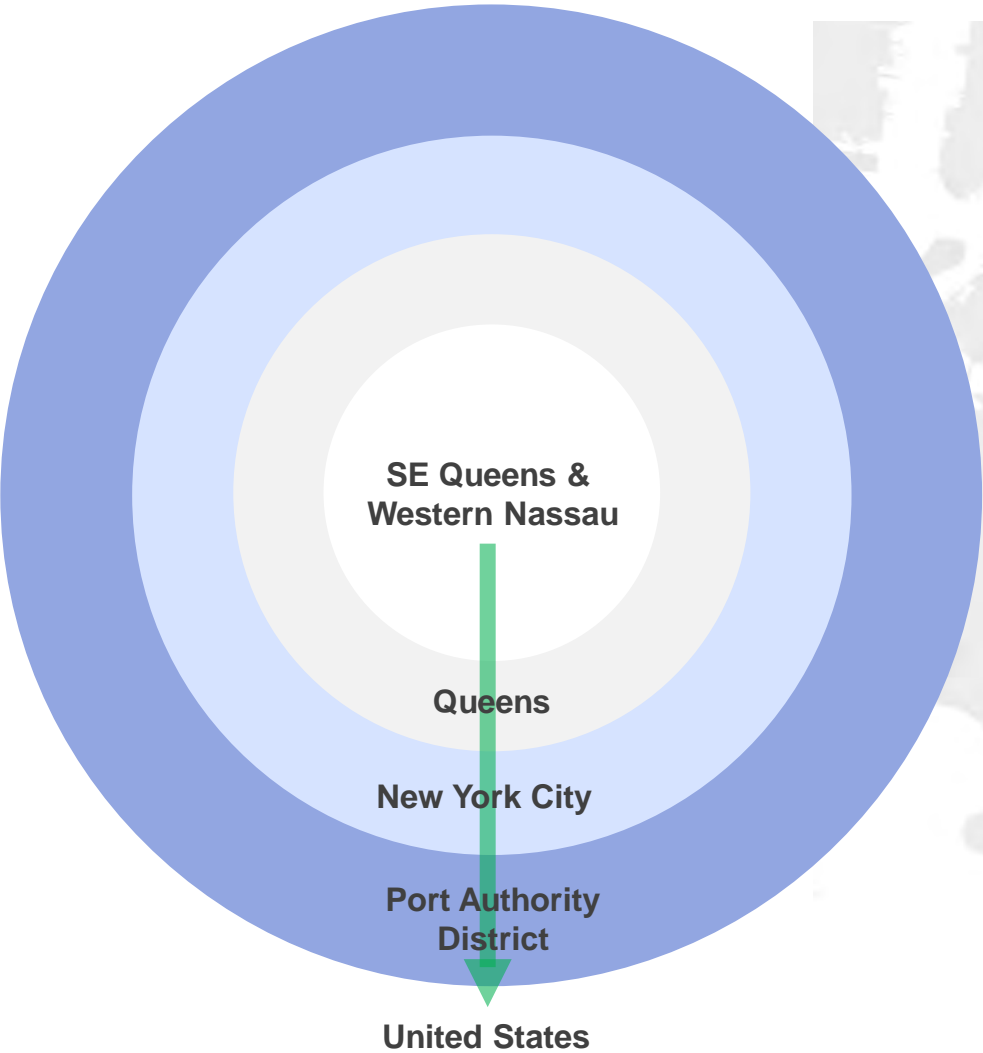 SE Queens &
Western Nassau
Queens
New York City
Port Authority
District
United States